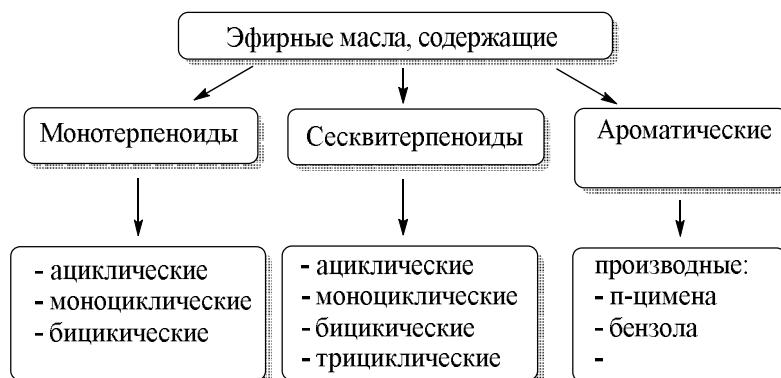 Эфирные масла, содержащие
Монотерпеноиды
Сесквитерпеноиды
Ароматические
- ациклические
- моноциклические
- бицикические
- ациклические
- моноциклические
- бицикические
- трициклические
производные:
- п-цимена
- бензола
-